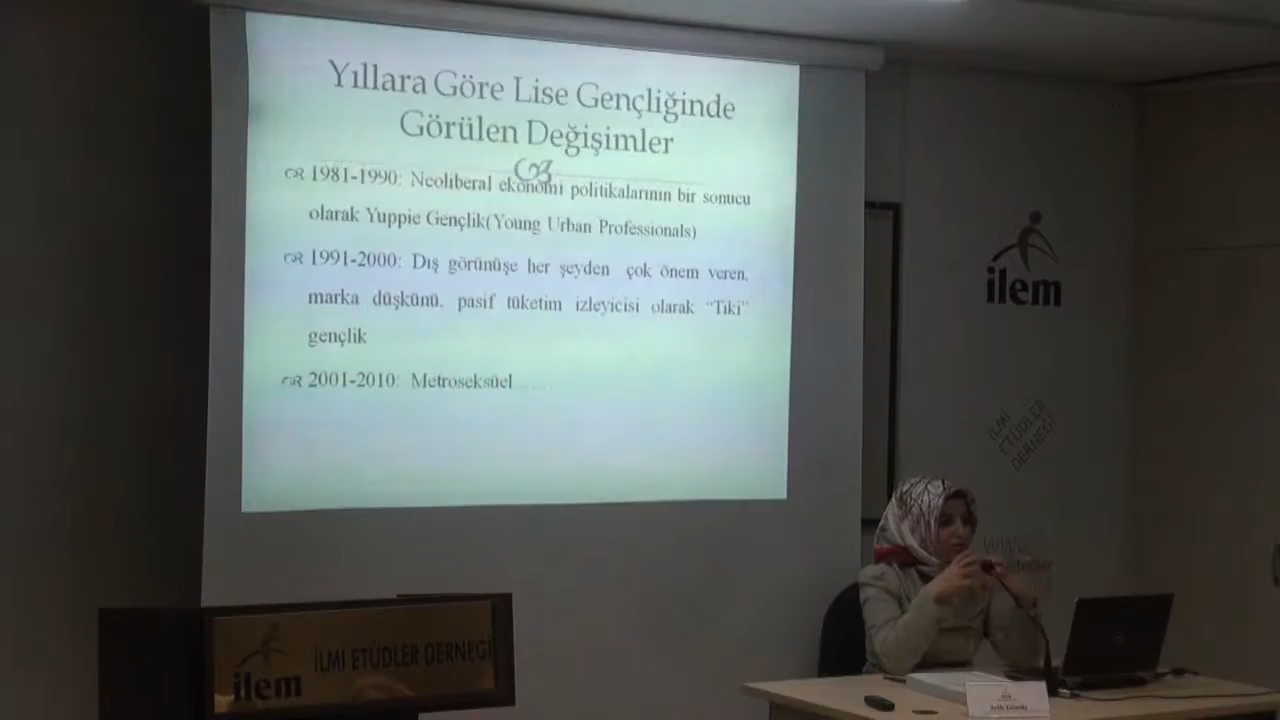 Yıllara Göre Lise Gençliğinde
Görülen Değişimler
1981-1990: Neoliberal ekonomi politikalarının bir sonucu
olarak Yuppie Gençlik(Young Urban Professionals)
1991-2000: Dış görünüşe her şeyden çok önem veren,
marka düşkünü, pasif tüketim izleyicisi olarak "Tiki"
gençlik
2001-2010: Metroseksüel
ilem
İLMİ
ETÜDLER
DERNEĞİ
İLMİ ETÜDLER DERNEĞİ
ilem